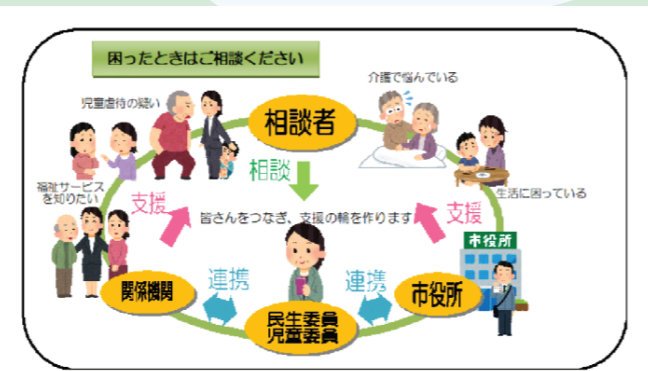 困ったときはご相談ください
介護で悩んでいる
児童虐待の疑い
相談者
相談
福祉サービス
を知りたい
生活に困っている
支援
支援
皆さんをつなぎ、支援の輪を作ります
市役所
関係機関
連携
連携
市役所
民生委員
児童委員